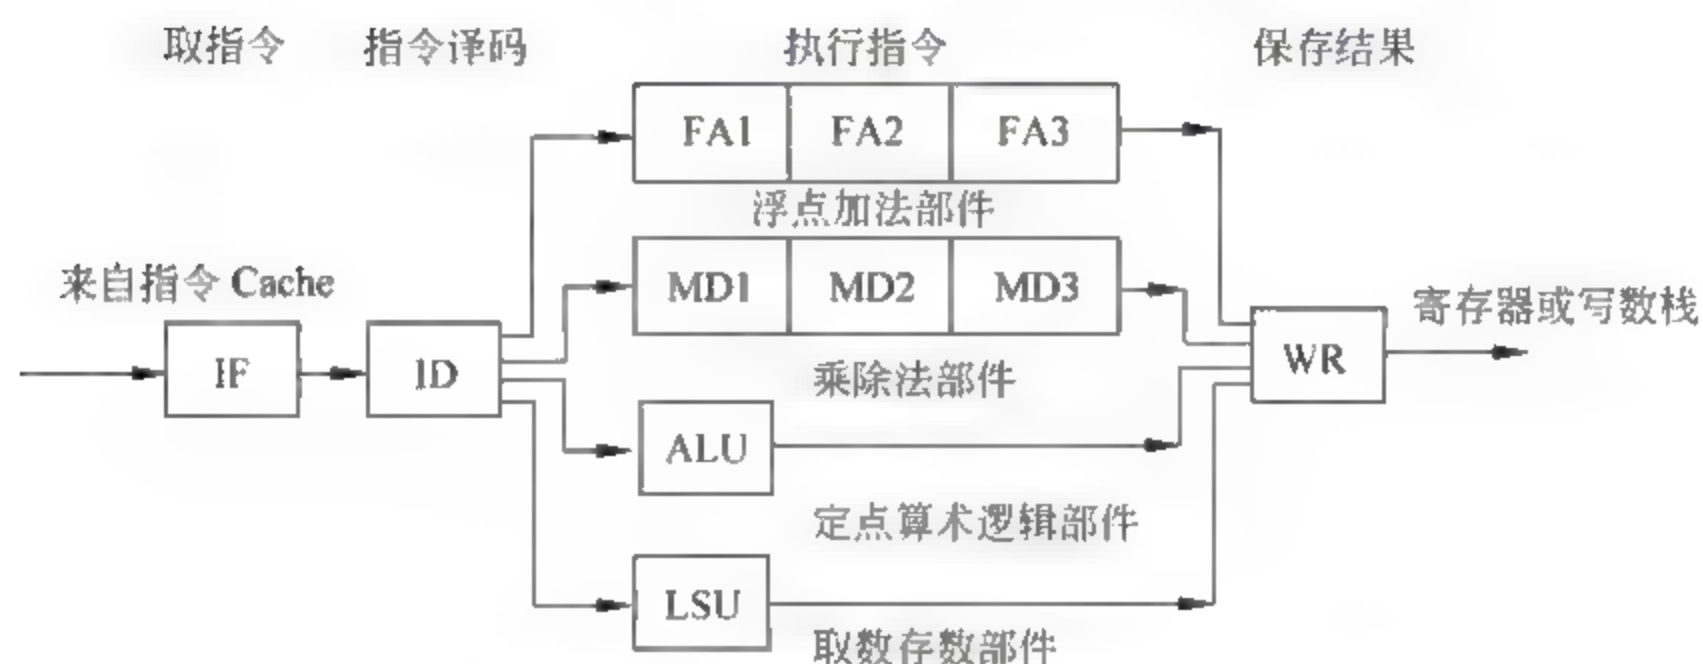 取指令 指令译码 执行指令 保存结果
FA1 FA2 FA3
浮点加法部件
来自指令 Cache
MD1 MD2 MD3
寄存器或写数栈
IF ID WR
乘除法部件
ALU
定点算术逻辑部件
LSU
取数存数部件